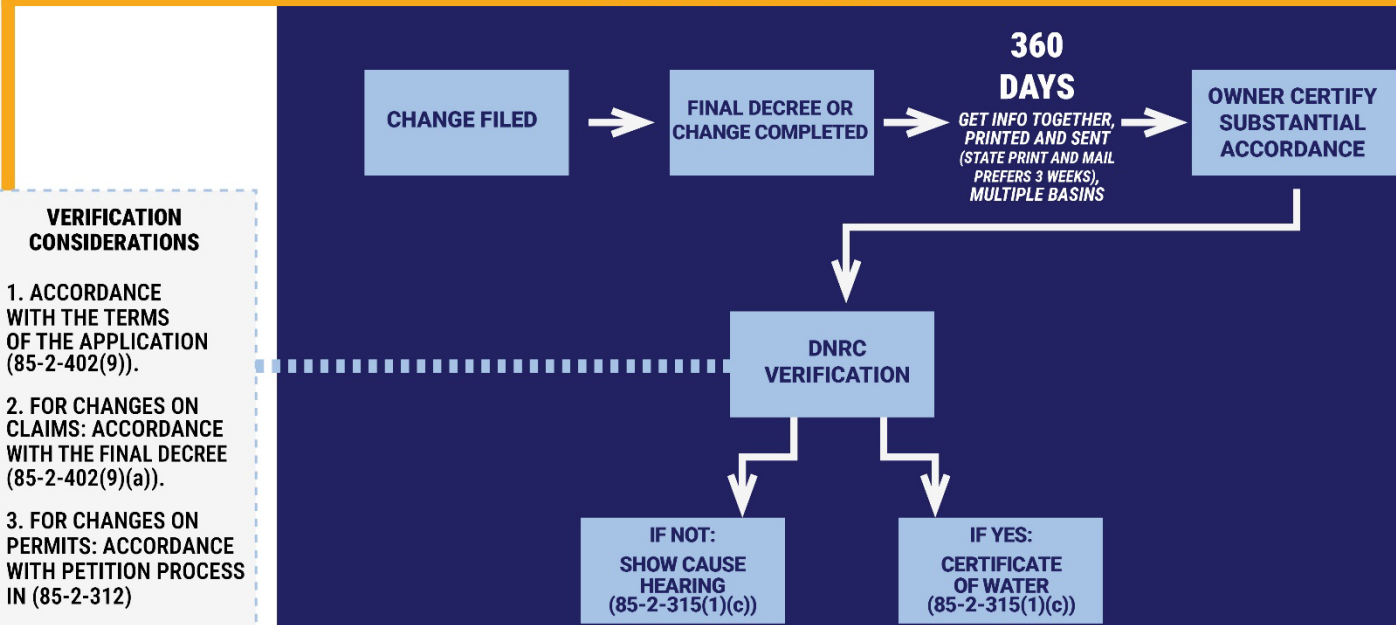 CHANGE FILED
FINAL DECREE OR
CHANGE COMPLETED
360
DAYS
GET INFO TOGETHER,
PRINTED AND SENT
(STATE PRINT AND MAIL
PREFERS 3 WEEKS),
MULTIPLE BASINS
OWNER CERTIFY
SUBSTANTIAL
ACCORDANCE
VERIFICATION
CONSIDERATIONS
1. ACCORDANCE
WITH THE TERMS
OF THE APPLICATION
(85-2-402(9)).
2. FOR CHANGES ON
CLAIMS: ACCORDANCE
WITH THE FINAL DECREE
(85-2-402(9)(a)).
3. FOR CHANGES ON
PERMITS: ACCORDANCE
WITH PETITION PROCESS
IN (85-2-312)
DNRC
VERIFICATION
IF NOT:
SHOW CAUSE
HEARING
(85-2-315(1)(c))
IF YES:
CERTIFICATE
OF WATER
(85-2-315(1)(c))